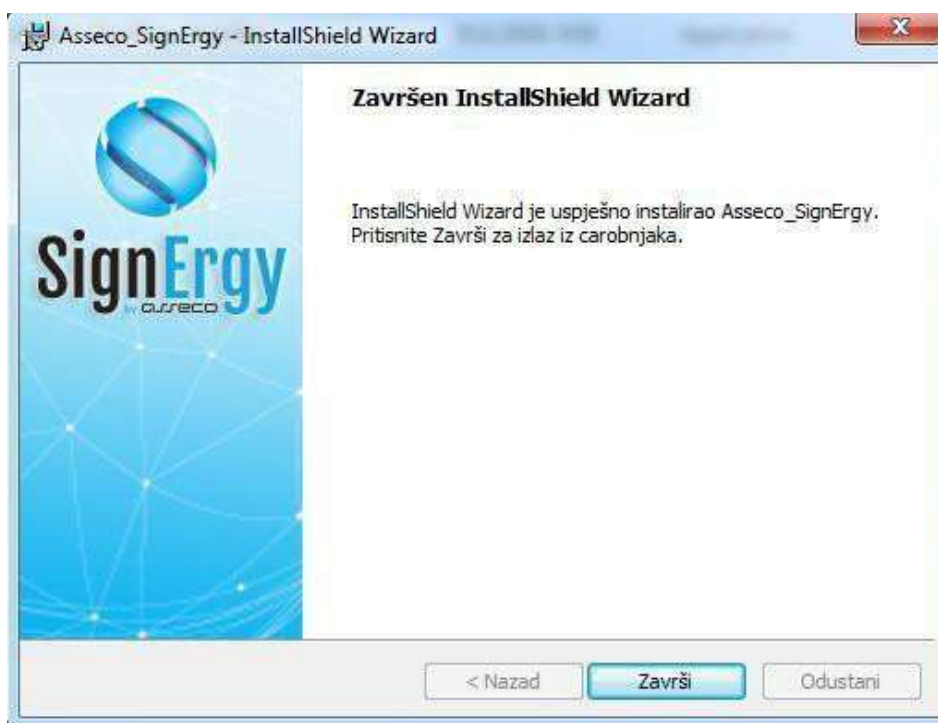 Asseco_SignErgy - InstallShield Wizard
Završen InstallShield Wizard
InstallShield Wizard je uspješno instalirao Asseco_SignErgy.
Pritisnite Završi za izlaz iz carobnjaka.
SignErgy
by asseco
< Nazad
Završi
Odustani